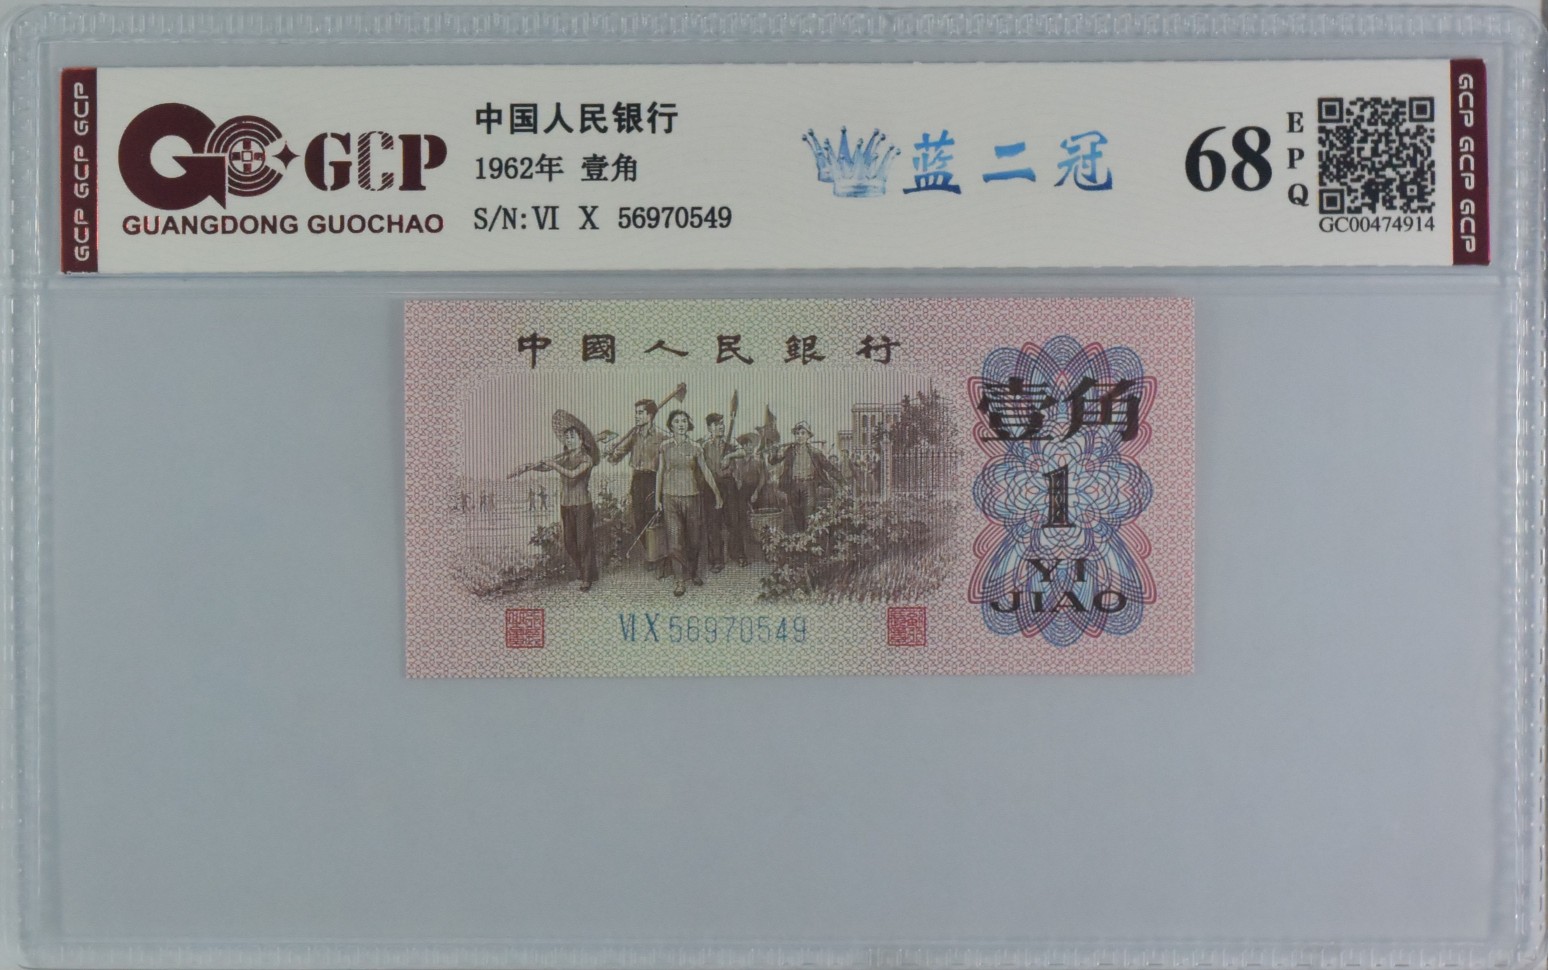 GCP GCP GCP
GCP
GUANGDONG GUOCHAO
中国人民银行
1962年 壹角
S/N: Ⅵ X 56970549
蓝二冠
68
EPQ
GC00474914
GCP GCP GCP
中國人民銀行
壹角
1
YI
JIAO
ⅥX56970549